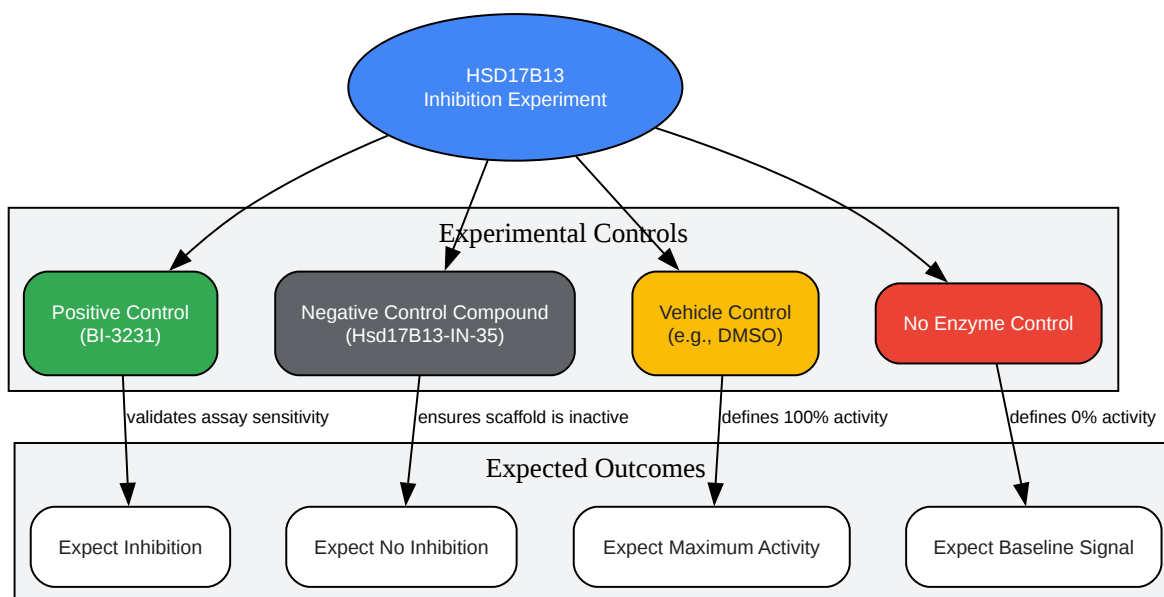 HSD17B13
Inhibition Experiment
Experimental Controls
Positive Control
(BI-3231)
Negative Control Compound
(Hsd17B13-IN-35)
Vehicle Control
(e.g., DMSO)
No Enzyme Control
validates assay sensitivity
ensures scaffold is inactive
defines 100% activity
defines 0% activity
Expected Outcomes
Expect Inhibition
Expect No Inhibition
Expect Maximum Activity
Expect Baseline Signal